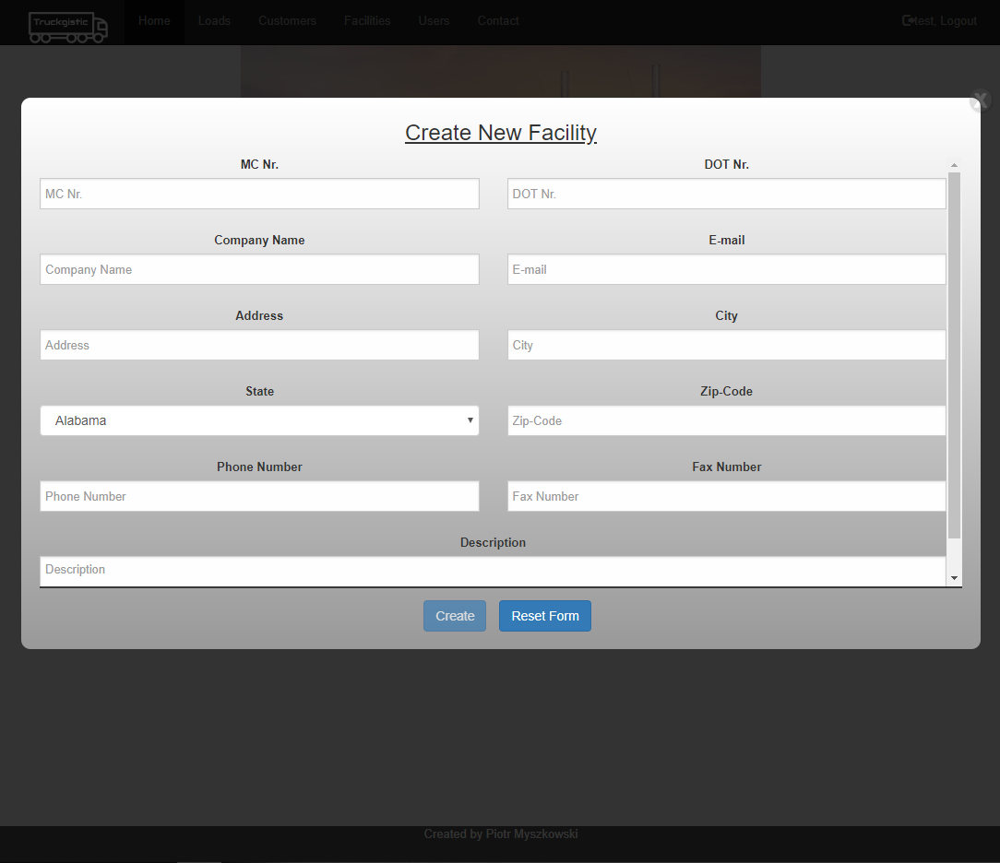 Truckgistic
Home Loads Customers Facilities Users Contact test, Logout
X
Create New Facility
MC Nr. DOT Nr.
MC Nr. DOT Nr.
Company Name E-mail
Company Name E-mail
Address City
Address City
State Zip-Code
Alabama Zip-Code
Phone Number Fax Number
Phone Number Fax Number
Description
Description
Create Reset Form
Created by Piotr Myszkowski